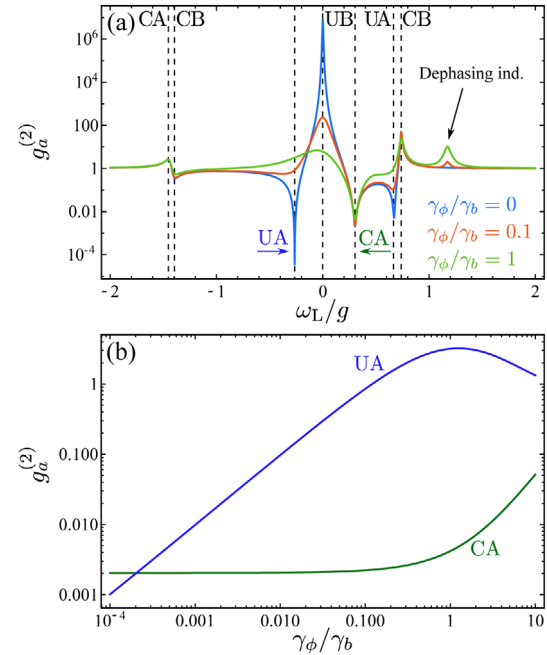 (a)
CA CB UB UA CB
10^6
10^4
100
1
0.01
10^-4
g_a^(2)
Dephasing ind.
UA CA
γ_ϕ/γ_b = 0
γ_ϕ/γ_b = 0.1
γ_ϕ/γ_b = 1
-2 -1 0 1 2
ω_L/g
(b)
UA
CA
1
0.100
0.010
0.001
g_a^(2)
10^-4 0.001 0.010 0.100 1 10
γ_ϕ/γ_b